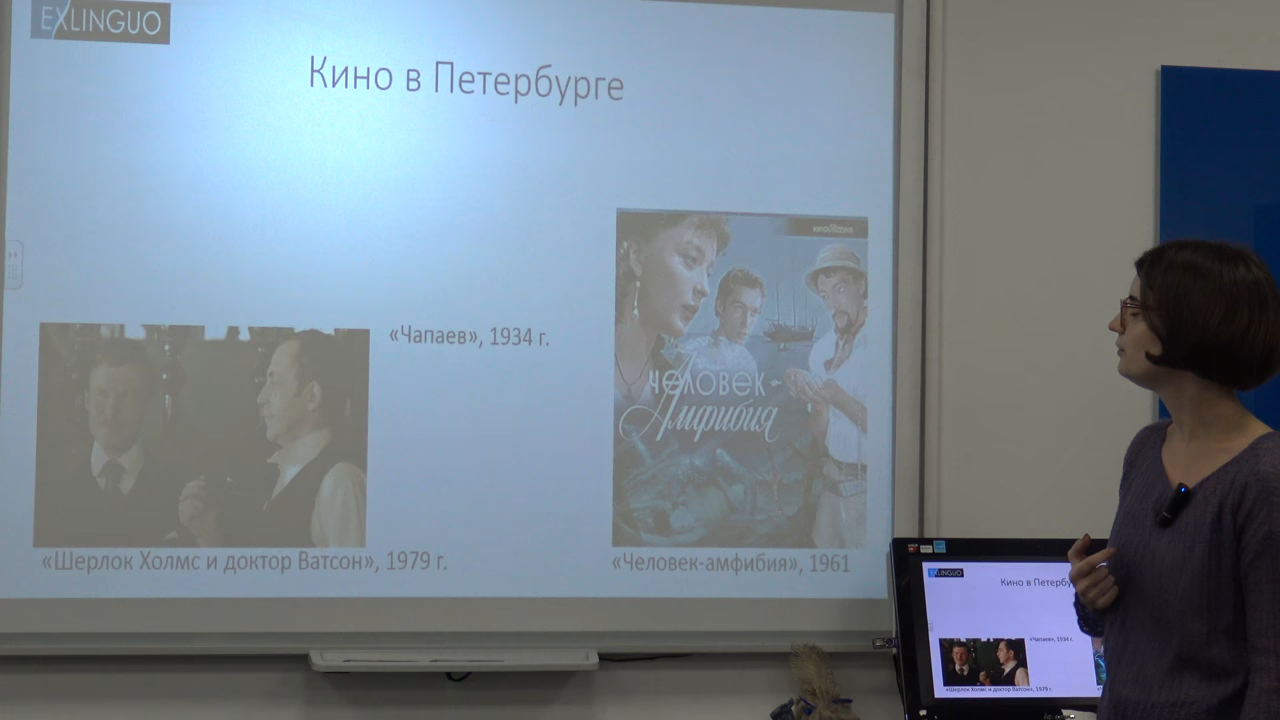 EXLINGUO
Кино в Петербурге
«Чапаев», 1934 г.
ЧЕЛОВЕК-
Амфибия
«Шерлок Холмс и доктор Ватсон», 1979 г.
«Человек-амфибия», 1961
EXLINGUO
Кино в Петербу
«Чапаев», 1934 г.
«Шерлок Холмс и доктор Ватсон», 1979 г.